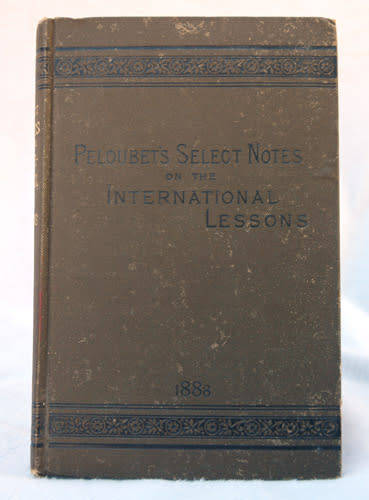 PELOUBET'S SELECT NOTES
ON THE
INTERNATIONAL
LESSONS
1888